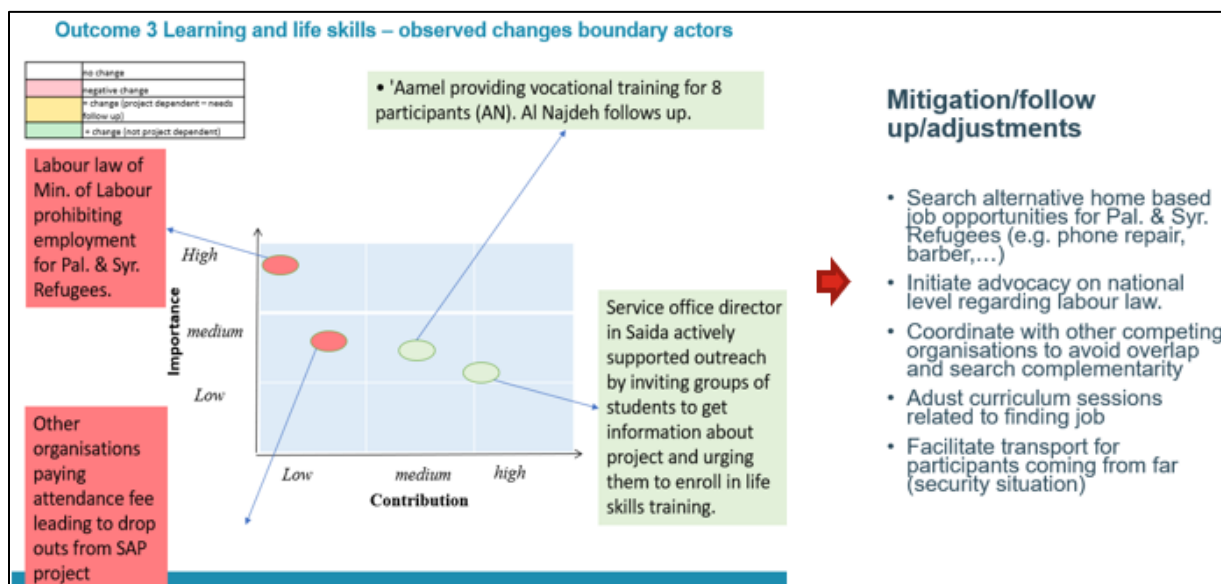 Outcome 3 Learning and life skills – observed changes boundary actors
no change
negative change
= change (project dependent – needs
follow up)
= change (not project dependent)
• 'Aamel providing vocational training for 8
participants (AN). Al Najdeh follows up.
Labour law of
Min. of Labour
prohibiting
employment
for Pal. & Syr.
Refugees.
Other
organisations
paying
attendance fee
leading to drop
outs from SAP
project
Importance
High
medium
Low
Low
medium
high
Contribution
Service office director
in Saida actively
supported outreach
by inviting groups of
students to get
information about
project and urging
them to enroll in life
skills training.
Mitigation/follow
up/adjustments
• Search alternative home based
job opportunities for Pal. & Syr.
Refugees (e.g. phone repair,
barber,...)
• Initiate advocacy on national
level regarding labour law.
• Coordinate with other competing
organisations to avoid overlap
and search complementarity
• Adust curriculum sessions
related to finding job
• Facilitate transport for
participants coming from far
(security situation)